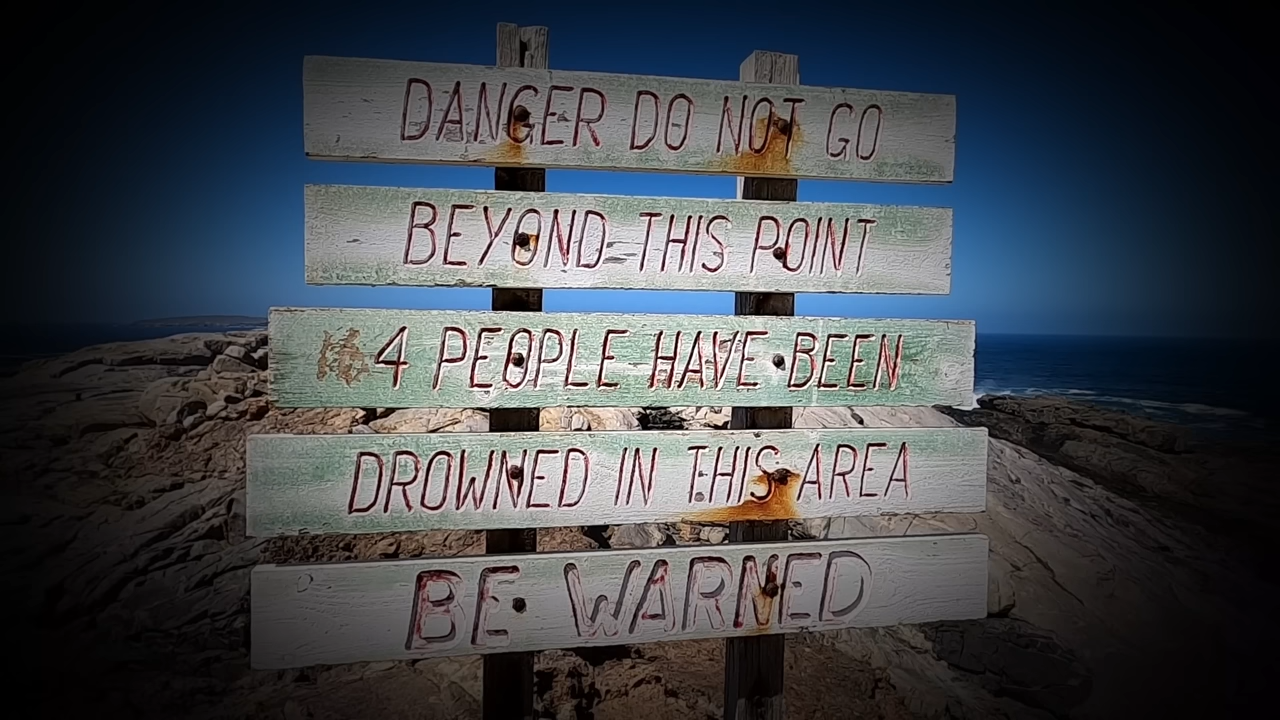 DANGER DO NOT GO
BEYOND THIS POINT
4 PEOPLE HAVE BEEN
DROWNED IN THIS AREA
BE WARNED